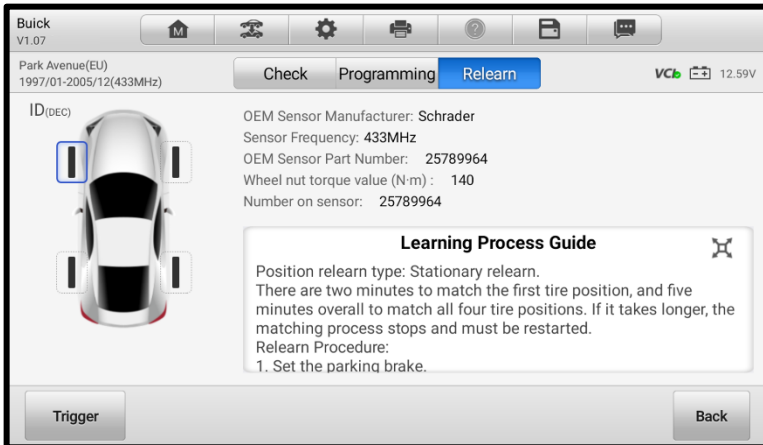 Buick
V1.07
M
?
Park Avenue(EU)
1997/01-2005/12(433MHz)
Check
Programming
Relearn
VCI
12.59V
ID(DEC)
OEM Sensor Manufacturer: Schrader
Sensor Frequency: 433MHz
OEM Sensor Part Number: 25789964
Wheel nut torque value (N·m) : 140
Number on sensor: 25789964
Learning Process Guide
Position relearn type: Stationary relearn.
There are two minutes to match the first tire position, and five
minutes overall to match all four tire positions. If it takes longer, the
matching process stops and must be restarted.
Relearn Procedure:
1. Set the parking brake.
Trigger
Back